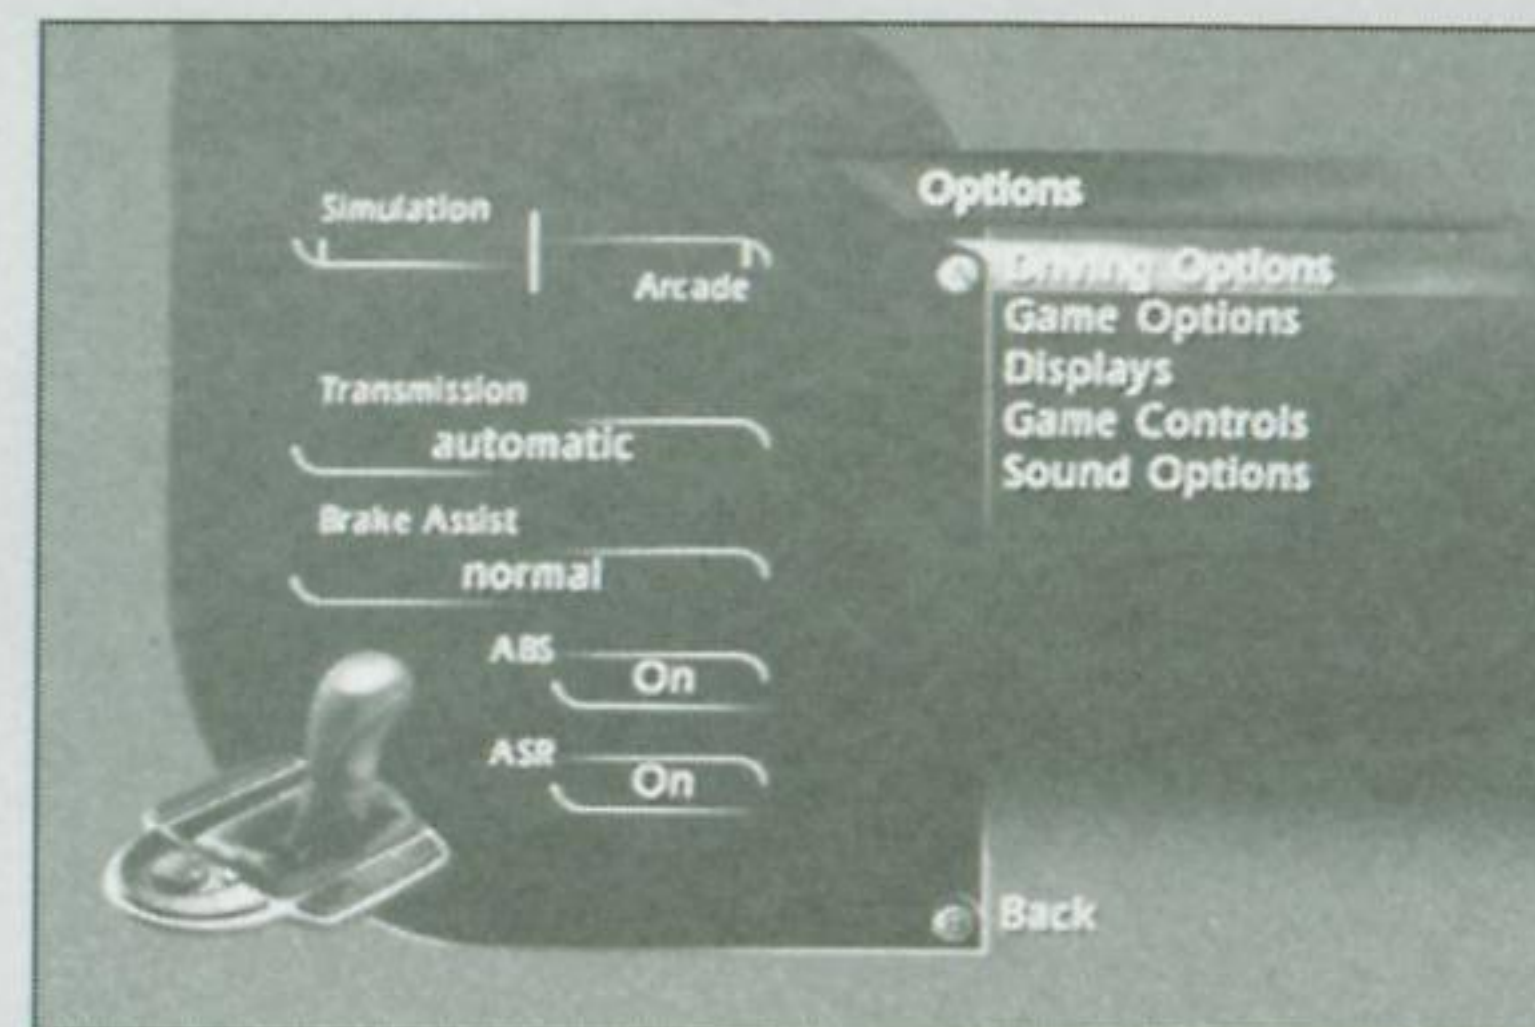 Simulation
Arcade
Transmission
automatic
Brake Assist
normal
ABS
On
ASR
On
Options
Driving Options
Game Options
Displays
Game Controls
Sound Options
Back